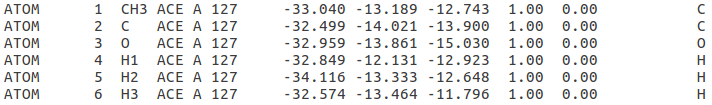 ATOM      1  CH3 ACE A 127     -33.040 -13.189 -12.743  1.00  0.00           C
ATOM      2  C   ACE A 127     -32.499 -14.021 -13.900  1.00  0.00           C
ATOM      3  O   ACE A 127     -32.959 -13.861 -15.030  1.00  0.00           O
ATOM      4  H1  ACE A 127     -32.849 -12.131 -12.923  1.00  0.00           H
ATOM      5  H2  ACE A 127     -34.116 -13.333 -12.648  1.00  0.00           H
ATOM      6  H3  ACE A 127     -32.574 -13.464 -11.796  1.00  0.00           H